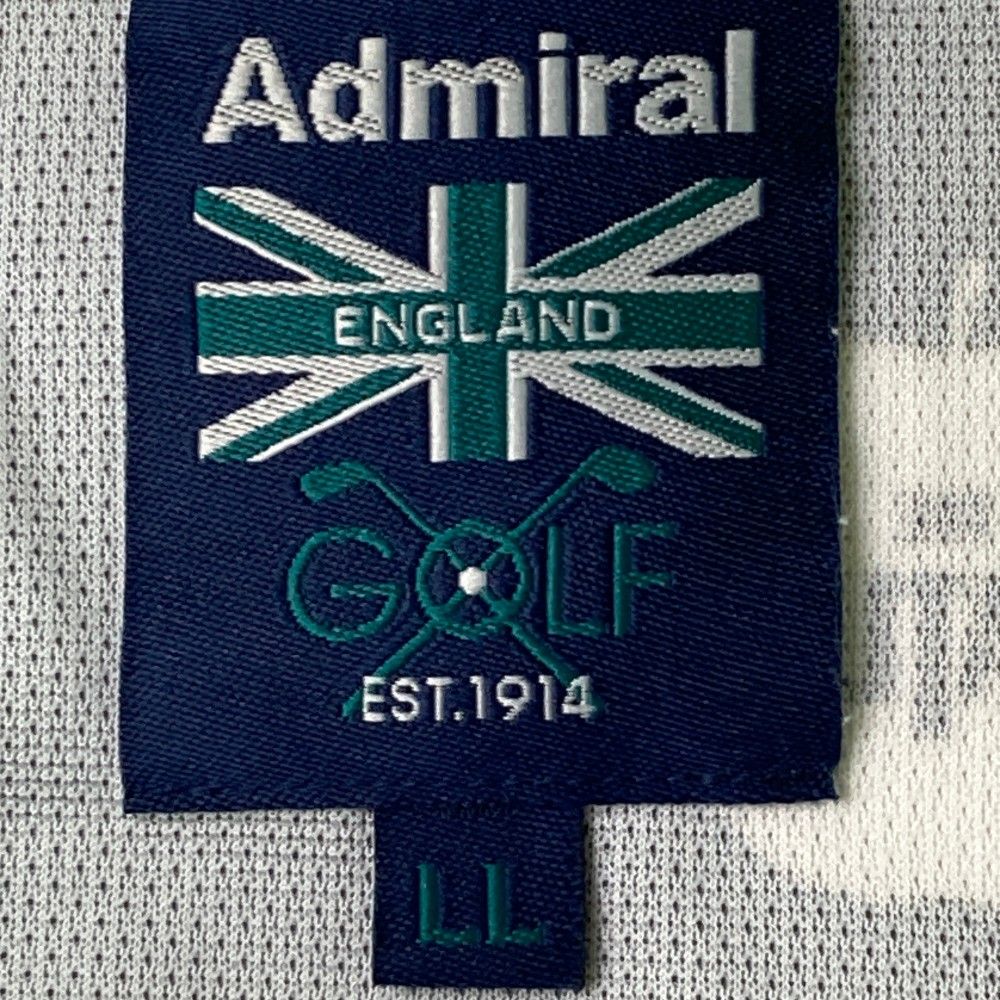 Admiral
ENGLAND
GOLF
EST.1914
LL